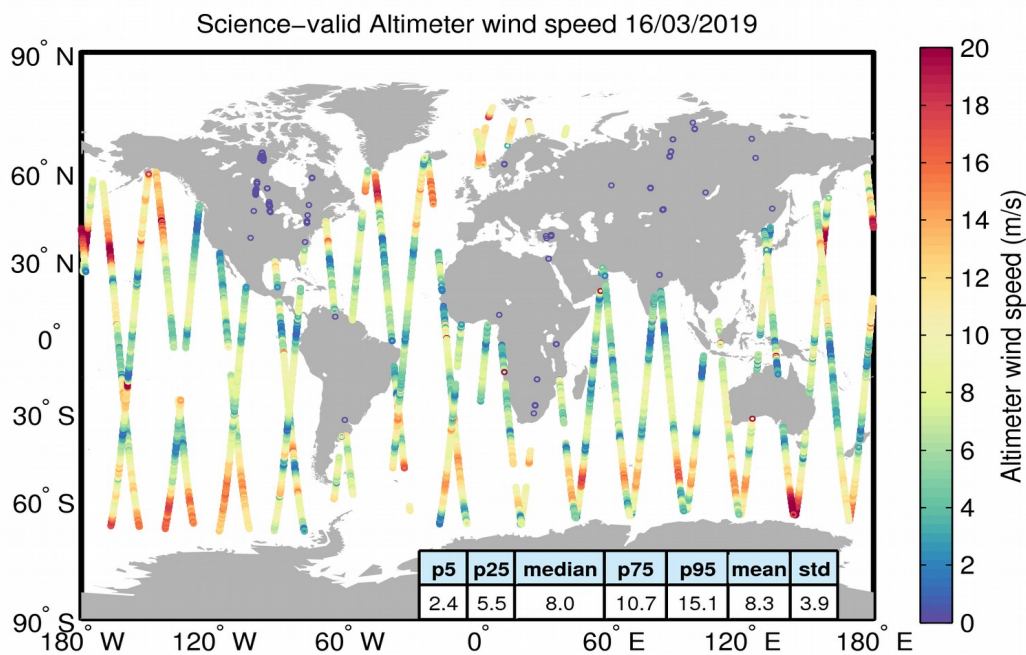 Science−valid Altimeter wind speed 16/03/2019
90° N
60° N
30° N
0°
30° S
60° S
90° S
180° W
120° W
60° W
0°
60° E
120° E
180° E
p5 p25 median p75 p95 mean std
2.4 5.5 8.0 10.7 15.1 8.3 3.9
20
18
16
14
12
10
8
6
4
2
0
Altimeter wind speed (m/s)